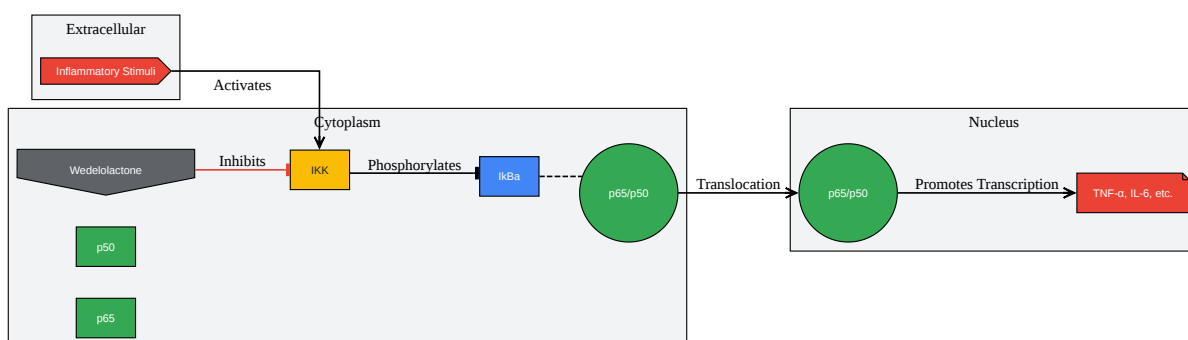 Extracellular
Inflammatory Stimuli
Activates
Cytoplasm
Nucleus
Wedelolactone
Inhibits
IKK
Phosphorylates
IkBa
p65/p50
Translocation
p65/p50
Promotes Transcription
TNF-α, IL-6, etc.
p50
p65